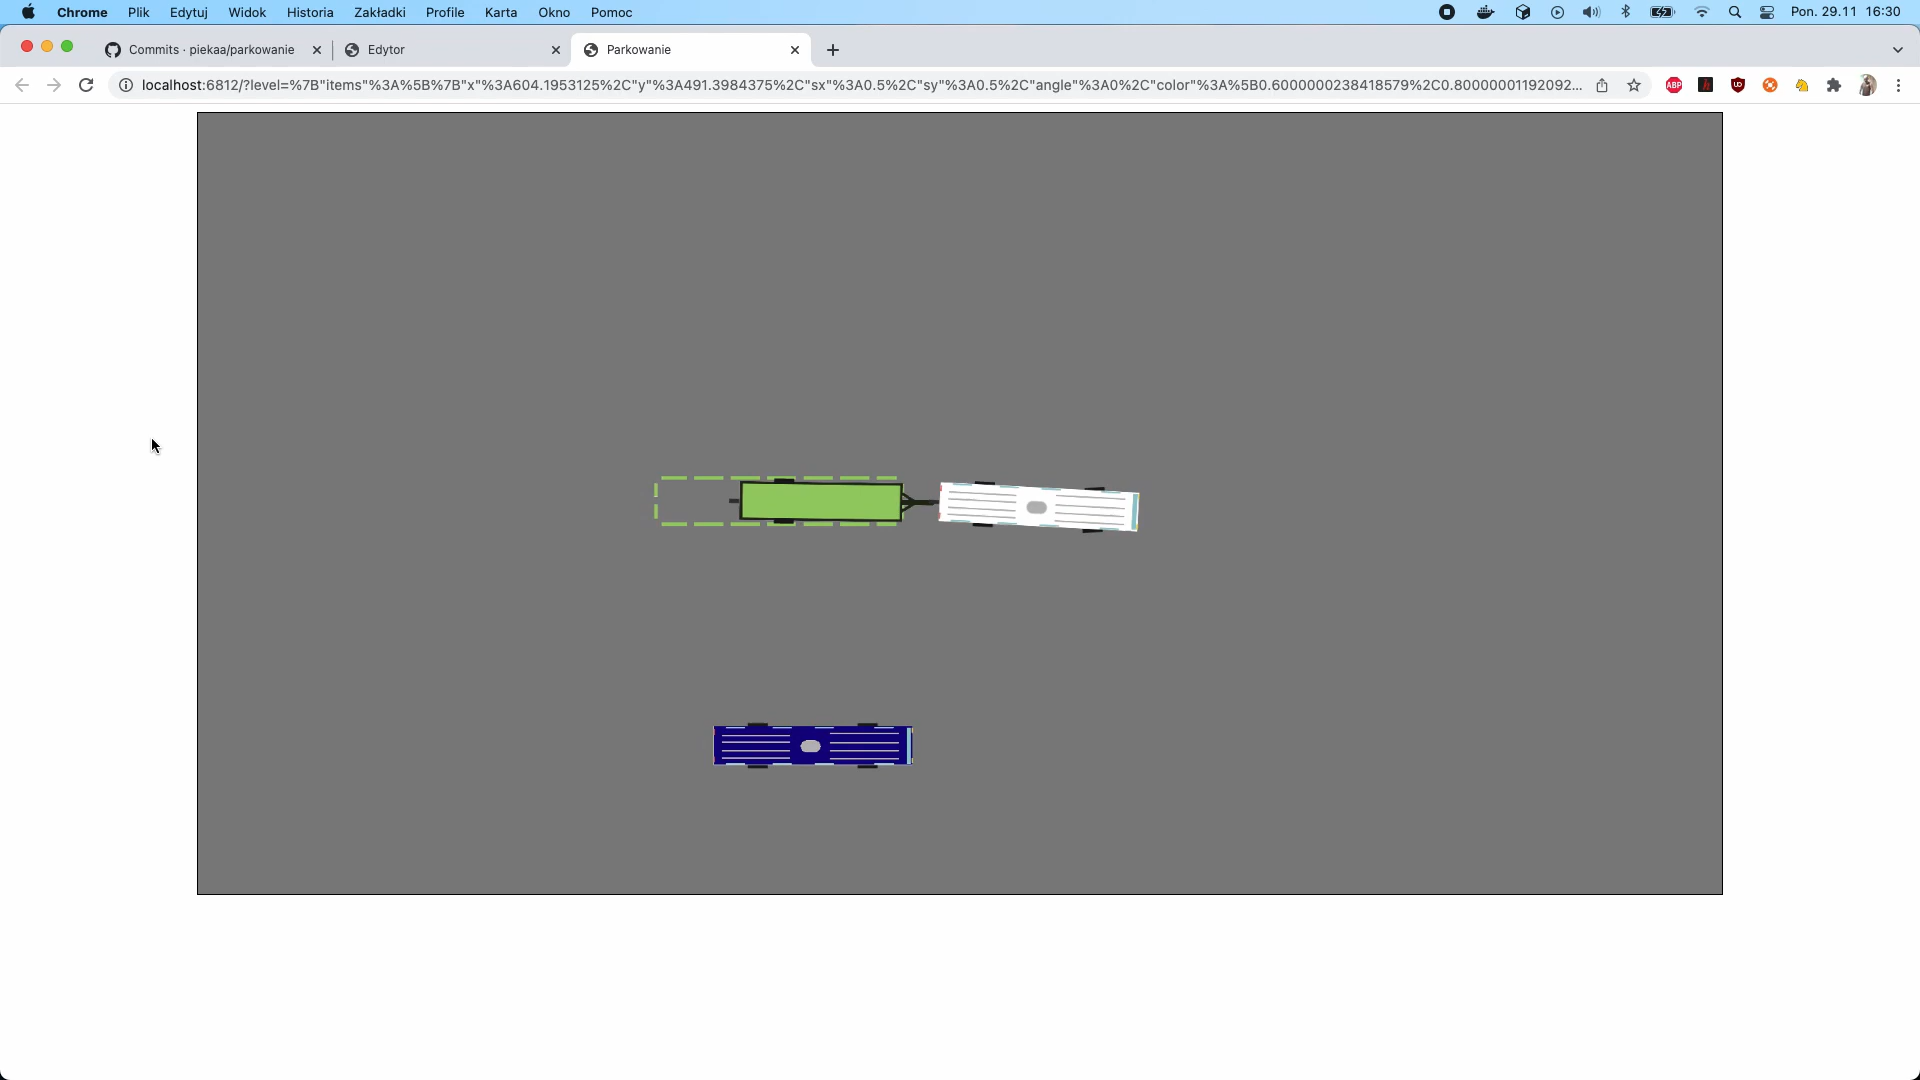 Chrome Plik Edytuj Widok Historia Zakładki Profile Karta Okno Pomoc Pon. 29.11 16:30
Commits · piekaa/parkowanie Edytor Parkowanie
localhost:6812/?level=%7B"items"%3A%5B%7B"x"%3A604.1953125%2C"y"%3A491.3984375%2C"sx"%3A0.5%2C"sy"%3A0.5%2C"angle"%3A0%2C"color"%3A%5B0.6000000238418579%2C0.80000001192092... ABP